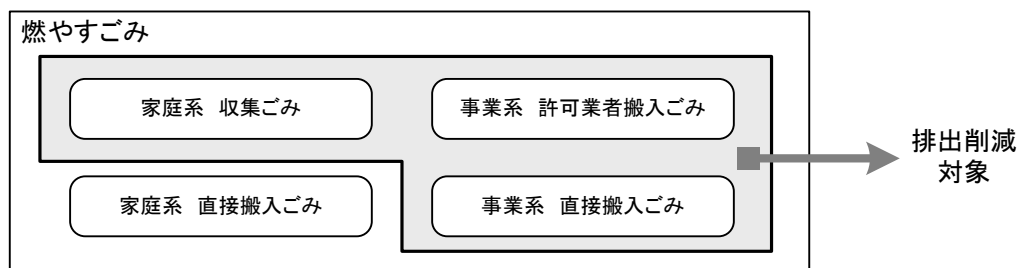 燃やすごみ
家庭系 収集ごみ
事業系 許可業者搬入ごみ
排出削減
対象
家庭系 直接搬入ごみ
事業系 直接搬入ごみ